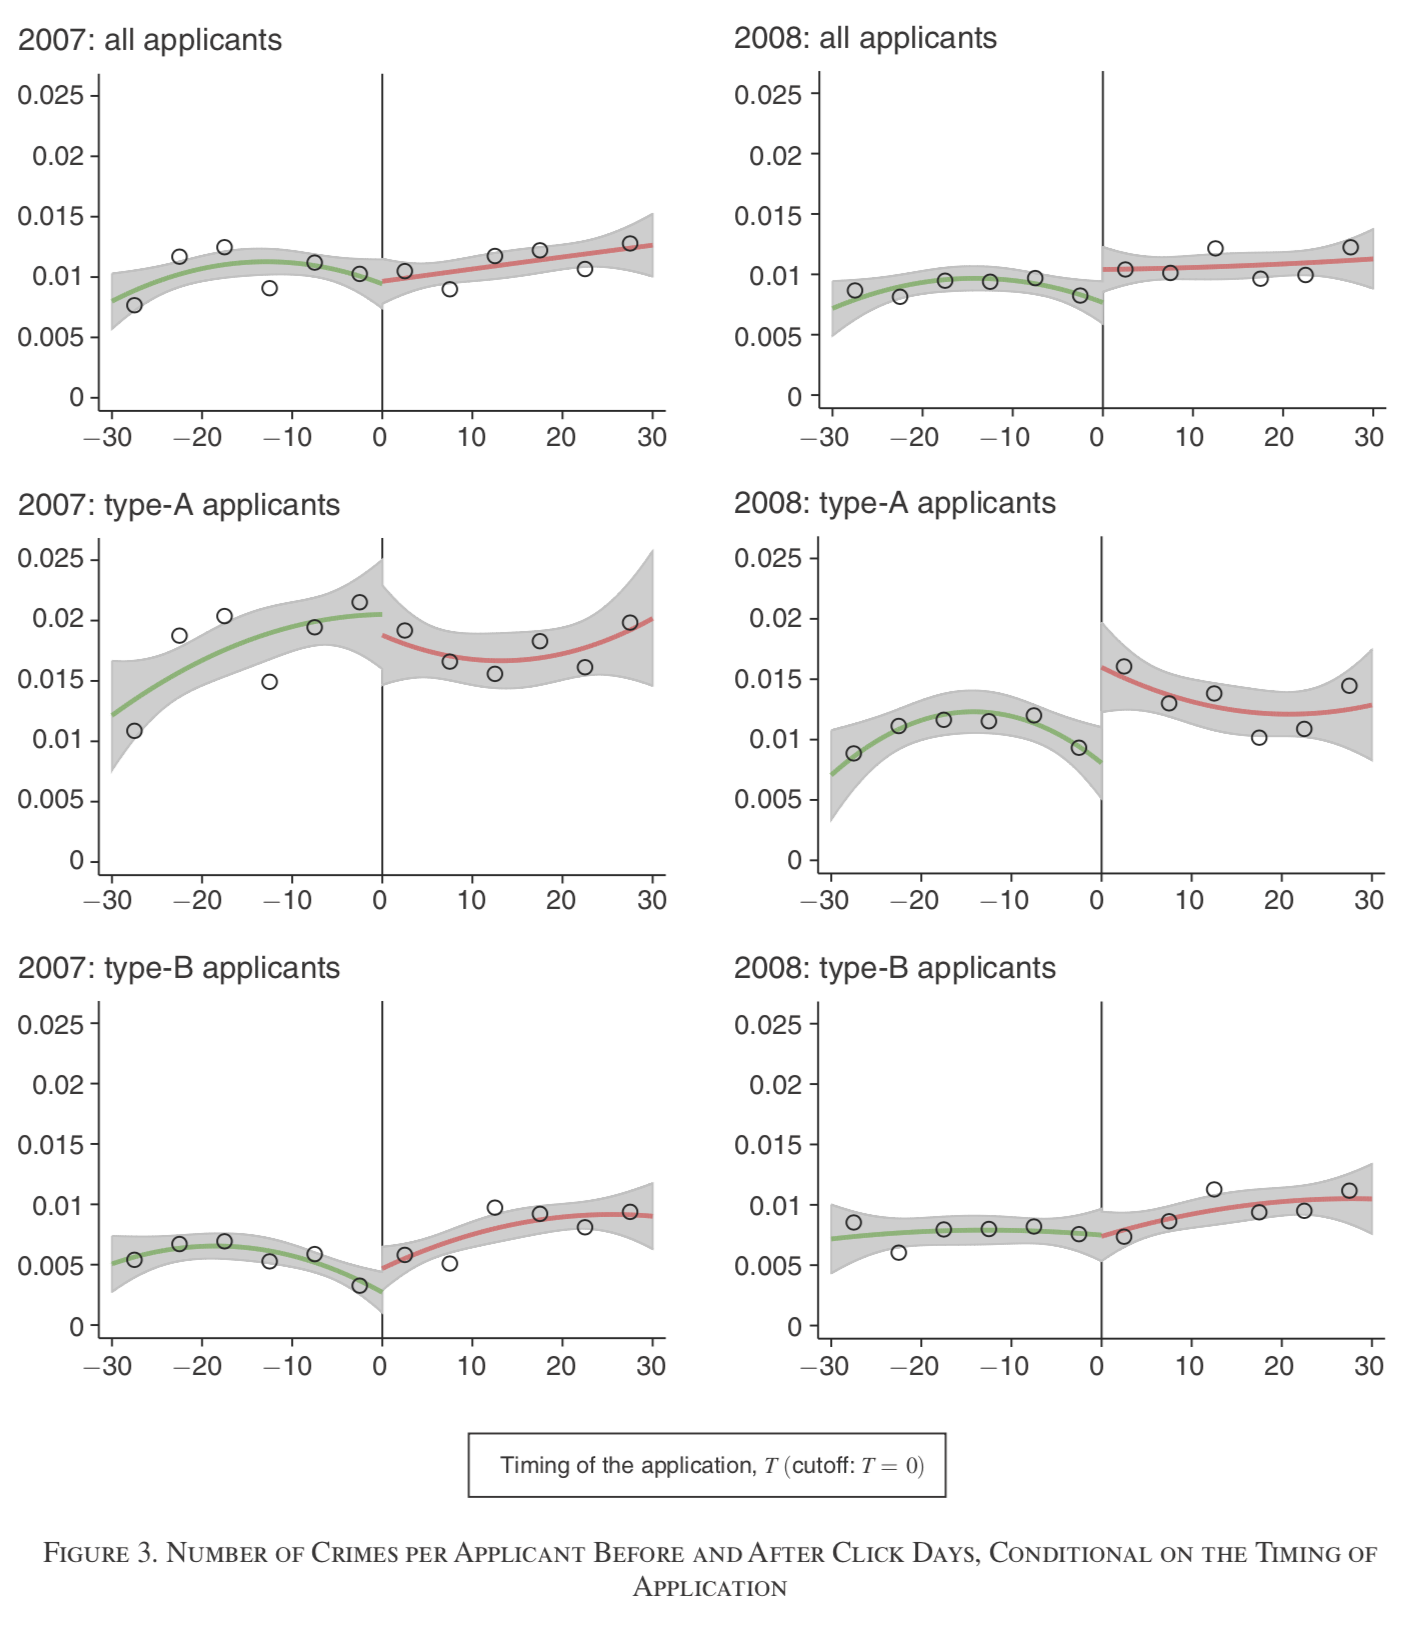 2007: all applicants
0.025
0.02
0.015
0.01
0.005
0
−30 −20 −10 0 10 20 30
2008: all applicants
0.025
0.02
0.015
0.01
0.005
0
−30 −20 −10 0 10 20 30
2007: type-A applicants
0.025
0.02
0.015
0.01
0.005
0
−30 −20 −10 0 10 20 30
2008: type-A applicants
0.025
0.02
0.015
0.01
0.005
0
−30 −20 −10 0 10 20 30
2007: type-B applicants
0.025
0.02
0.015
0.01
0.005
0
−30 −20 −10 0 10 20 30
2008: type-B applicants
0.025
0.02
0.015
0.01
0.005
0
−30 −20 −10 0 10 20 30
Timing of the application, T (cutoff: T = 0)
Figure 3. Number of Crimes per Applicant Before and After Click Days, Conditional on the Timing of
Application